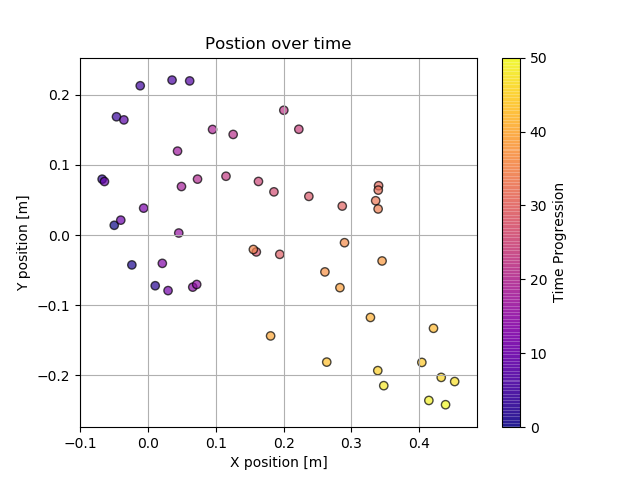 Postion over time
0.2
0.1
0.0
−0.1
−0.2
Y position [m]
−0.1 0.0 0.1 0.2 0.3 0.4
X position [m]
50
40
30
20
10
0
Time Progression